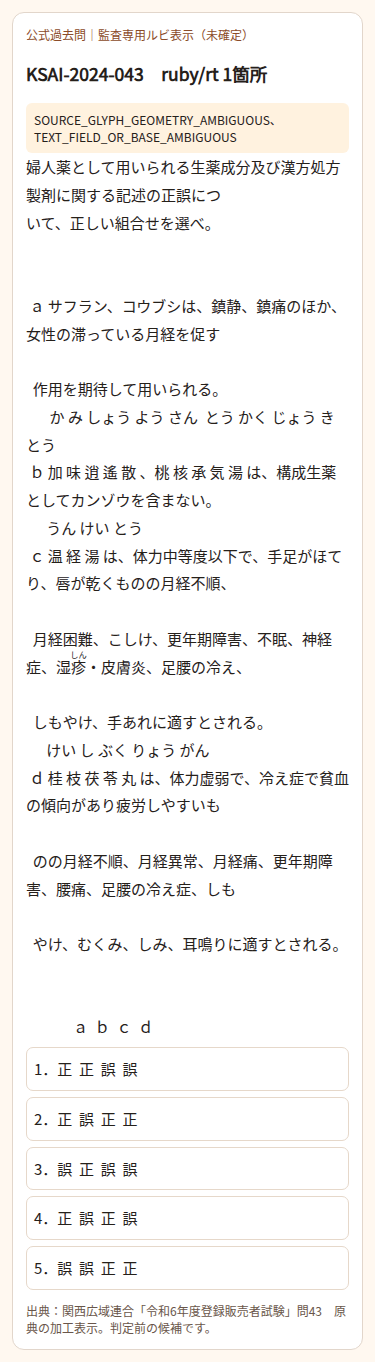 公式過去問｜監査専用ルビ表示（未確定）
KSAI-2024-043　ruby/rt 1箇所
SOURCE_GLYPH_GEOMETRY_AMBIGUOUS、
TEXT_FIELD_OR_BASE_AMBIGUOUS
婦人薬として用いられる生薬成分及び漢方処方
製剤に関する記述の正誤につ
いて、正しい組合せを選べ。
ａ サフラン、コウブシは、鎮静、鎮痛のほか、
女性の滞っている月経を促す
作用を期待して用いられる。
か み しょう よう さん とう かく じょう き
とう
ｂ 加 味 逍 遙 散 、桃 核 承 気 湯 は、構成生薬
としてカンゾウを含まない。
うん けい とう
ｃ 温 経 湯 は、体力中等度以下で、手足がほて
り、唇が乾くものの月経不順、
月経困難、こしけ、更年期障害、不眠、神経
しん
症、湿疹・皮膚炎、足腰の冷え、
しもやけ、手あれに適すとされる。
けい し ぶく りょう がん
ｄ 桂 枝 茯 苓 丸 は、体力虚弱で、冷え症で貧血
の傾向があり疲労しやすいも
のの月経不順、月経異常、月経痛、更年期障
害、腰痛、足腰の冷え症、しも
やけ、むくみ、しみ、耳鳴りに適すとされる。
ａ ｂ ｃ ｄ
1．正 正 誤 誤
2．正 誤 正 正
3．誤 正 誤 誤
4．正 誤 正 誤
5．誤 誤 正 正
出典：関西広域連合「令和6年度登録販売者試験」問43　原
典の加工表示。判定前の候補です。